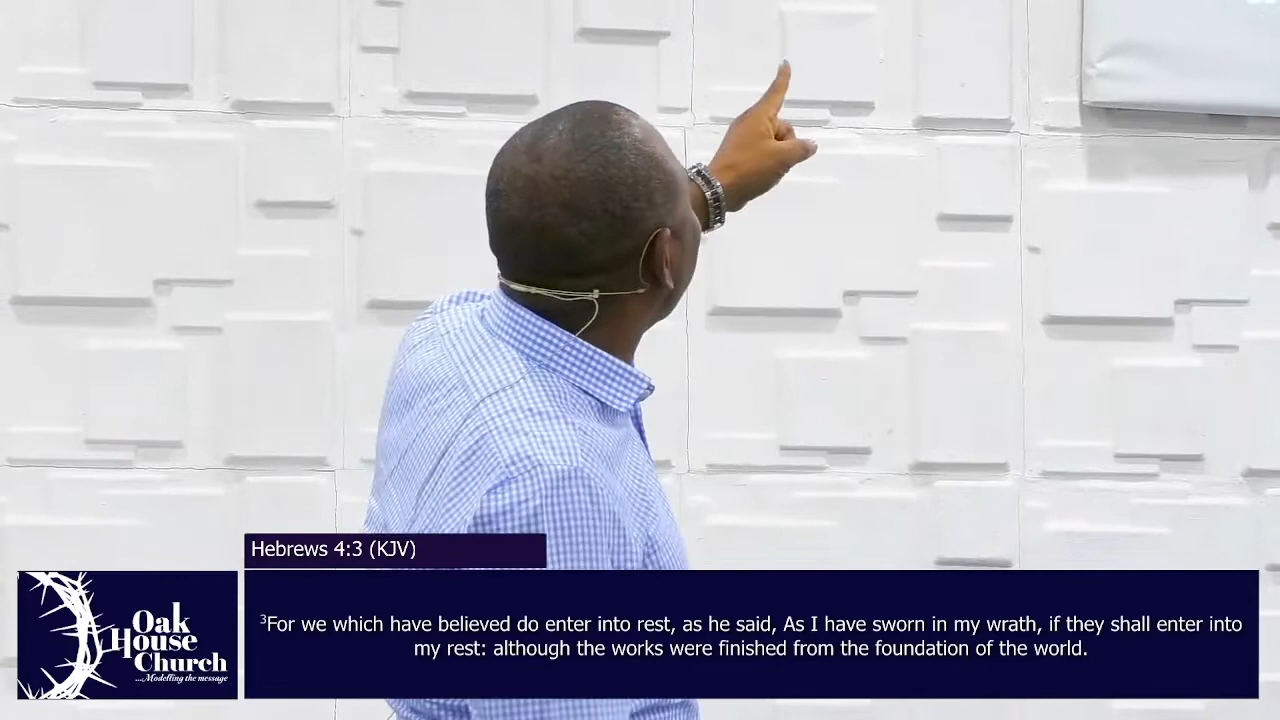 Hebrews 4:3 (KJV)
³For we which have believed do enter into rest, as he said, As I have sworn in my wrath, if they shall enter into
my rest: although the works were finished from the foundation of the world.
Oak
House
Church
...Modelling the message